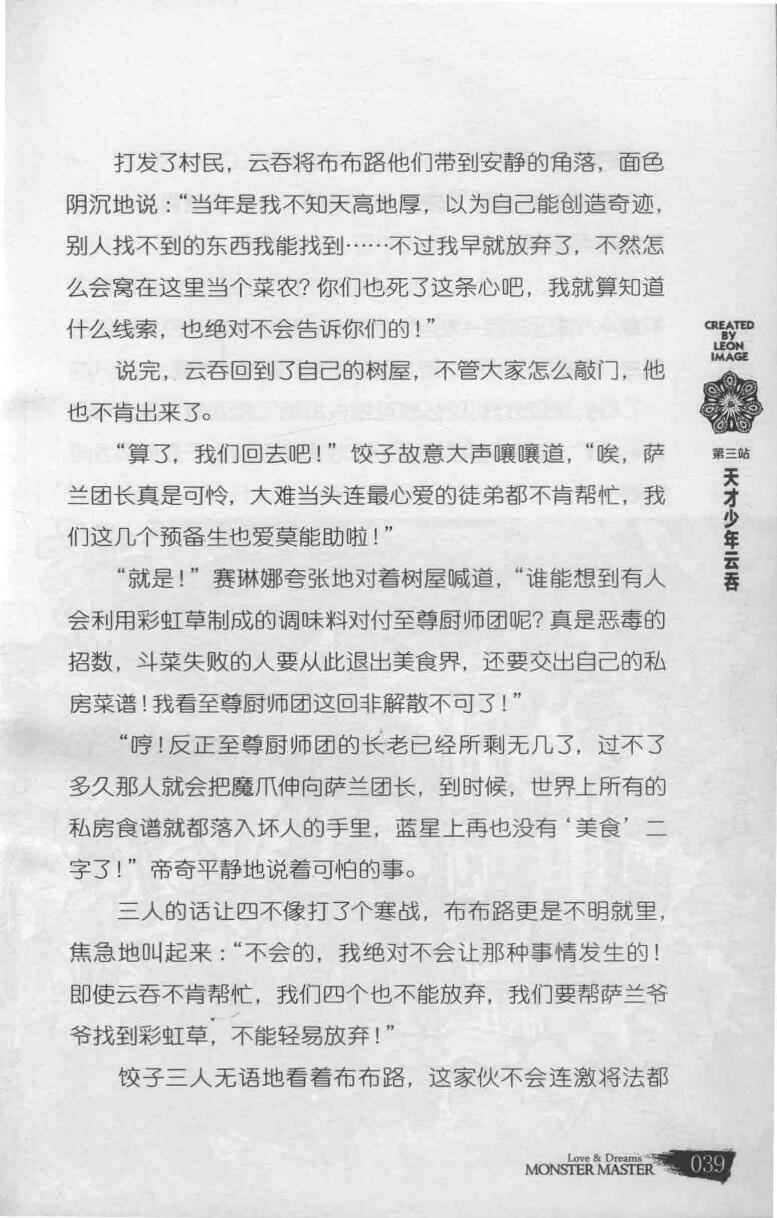 打发了村民，云吞将布布路他们带到安静的角落，面色
阴沉地说：“当年是我不知天高地厚，以为自己能创造奇迹，
别人找不到的东西我能找到……不过我早就放弃了，不然怎
么会窝在这里当个菜农？你们也死了这条心吧，我就算知道
什么线索，也绝对不会告诉你们的！”
说完，云吞回到了自己的树屋，不管大家怎么敲门，他
也不肯出来了。
“算了，我们回去吧！”饺子故意大声嚷嚷道，“唉，萨
兰团长真是可怜，大难当头连最心爱的徒弟都不肯帮忙，我
们这几个预备生也爱莫能助啦！”
“就是！”赛琳娜夸张地对着树屋喊道，“谁能想到有人
会利用彩虹草制成的调味料对付至尊厨师团呢？真是恶毒的
招数，斗菜失败的人要从此退出美食界，还要交出自己的私
房菜谱！我看至尊厨师团这回非解散不可了！”
“哼！反正至尊厨师团的长老已经所剩无几了，过不了
多久那人就会把魔爪伸向萨兰团长，到时候，世界上所有的
私房食谱就都落入坏人的手里，蓝星上再也没有‘美食’二
字了！”帝奇平静地说着可怕的事。
三人的话让四不像打了个寒战，布布路更是不明就里，
焦急地叫起来：“不会的，我绝对不会让那种事情发生的！
即使云吞不肯帮忙，我们四个也不能放弃，我们要帮萨兰爷
爷找到彩虹草，不能轻易放弃！”
饺子三人无语地看着布布路，这家伙不会连激将法都
CREATED
BY
LEON
IMAGE
第三站
天才少年云吞
Love & Dreams
MONSTER MASTER
039